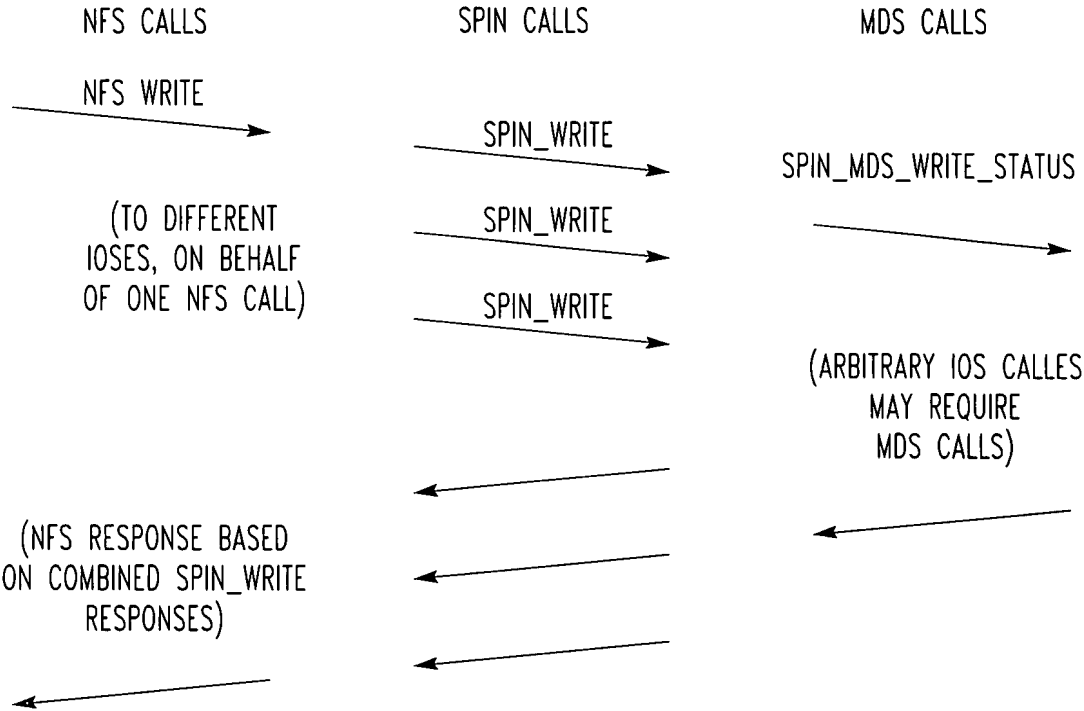 NFS CALLS
SPIN CALLS
MDS CALLS
NFS WRITE
SPIN_WRITE
SPIN_MDS_WRITE_STATUS
(TO DIFFERENT
IOSES, ON BEHALF
OF ONE NFS CALL)
SPIN_WRITE
SPIN_WRITE
(ARBITRARY IOS CALLES
MAY REQUIRE
MDS CALLS)
(NFS RESPONSE BASED
ON COMBINED SPIN_WRITE
RESPONSES)